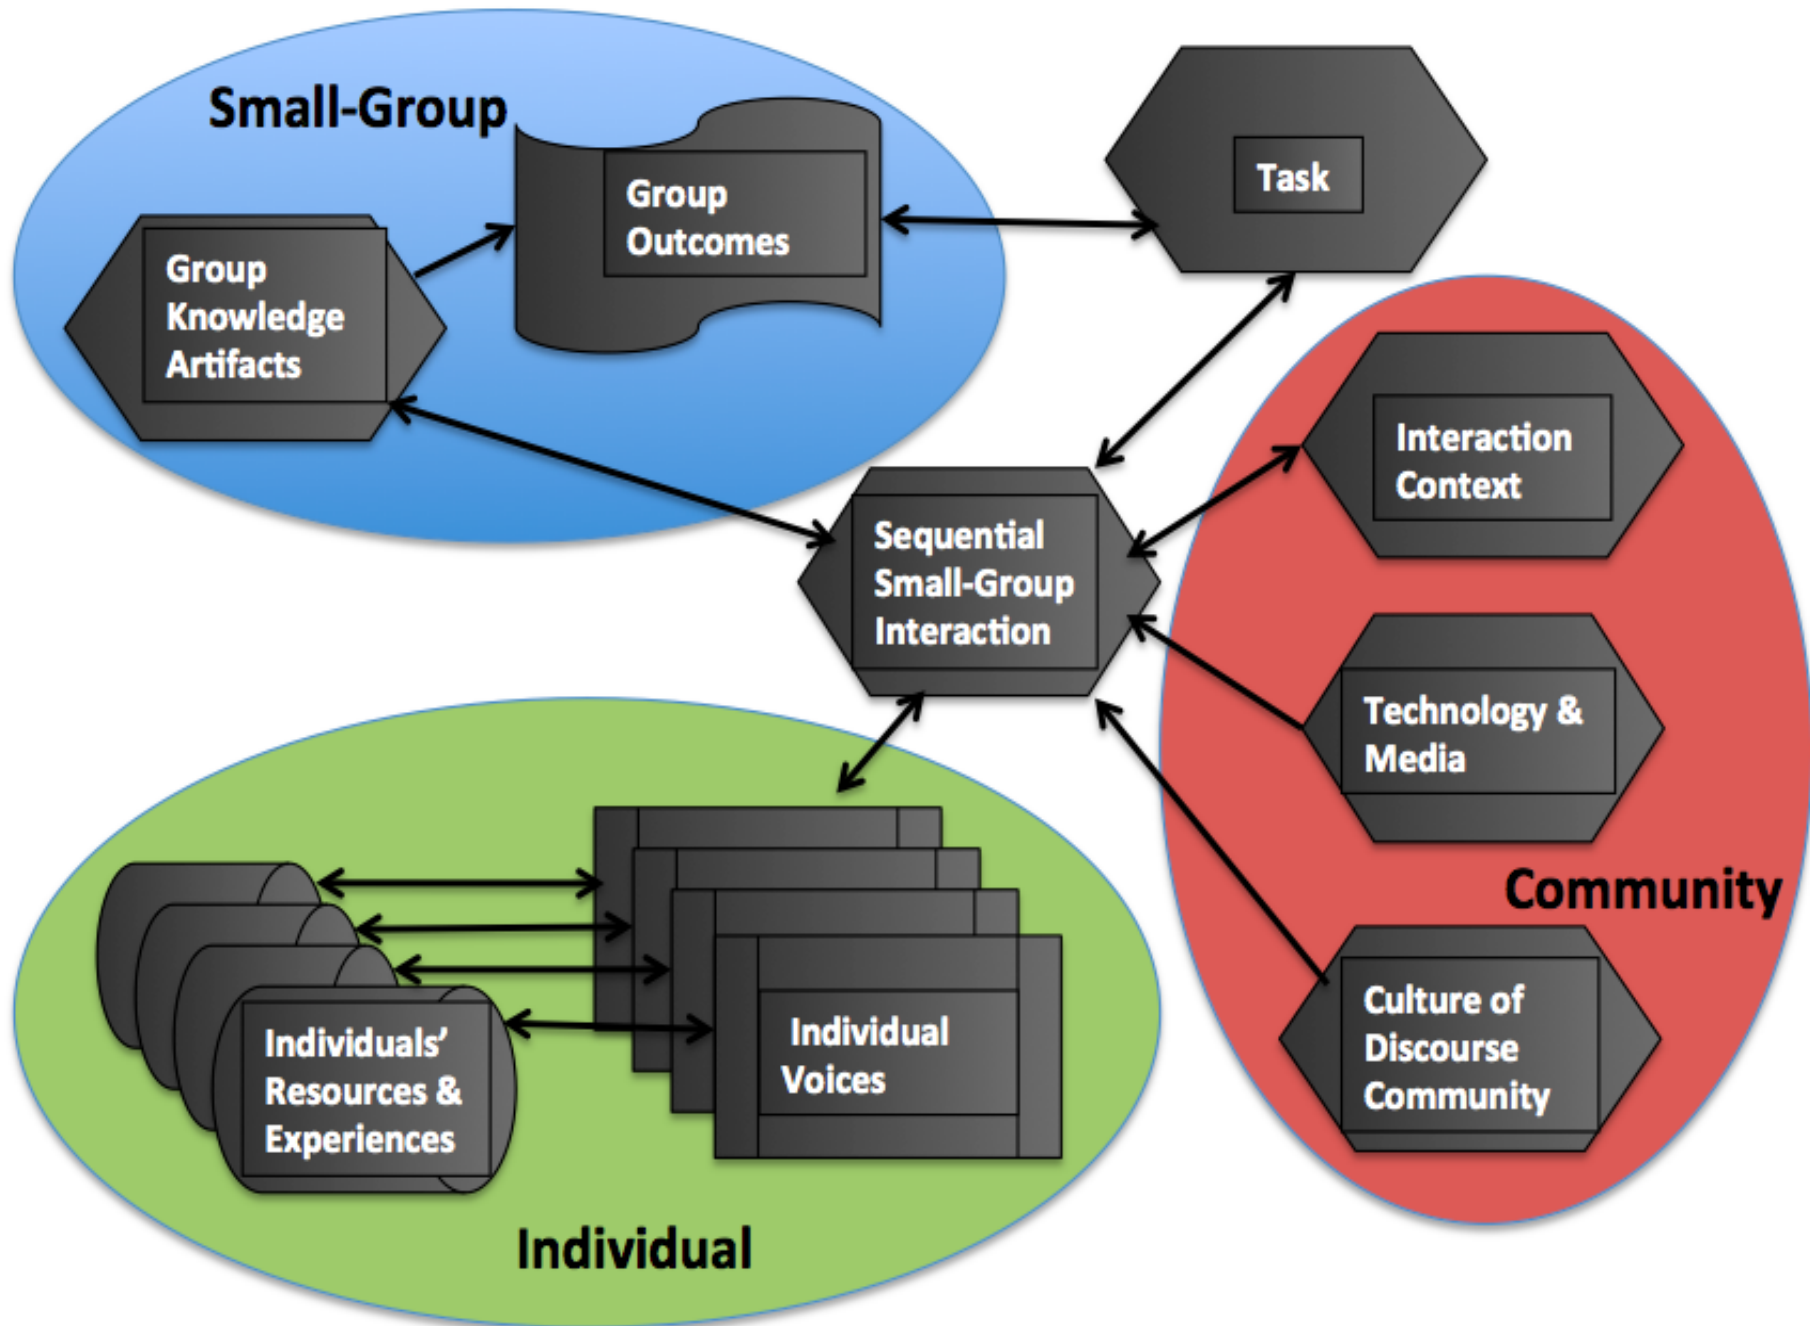 Small-Group
Group
Outcomes
Task
Group
Knowledge
Artifacts
Interaction
Context
Sequential
Small-Group
Interaction
Technology &
Media
Community
Culture of
Discourse
Community
Individuals’
Resources &
Experiences
Individual
Voices
Individual